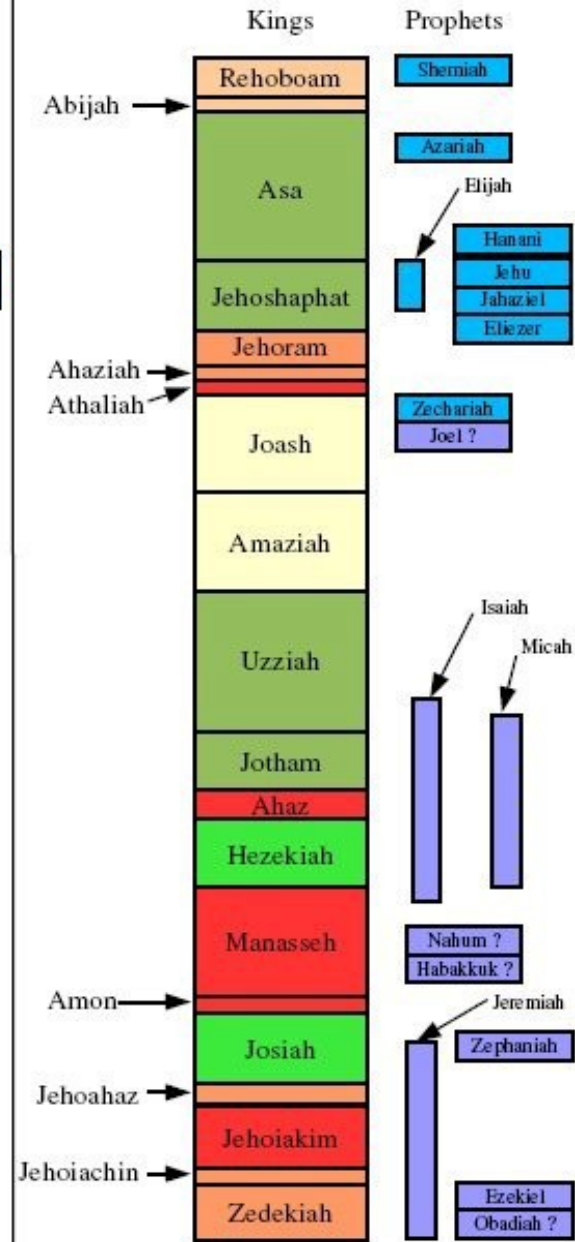 Kings Prophets
Rehoboam
Shemiah
Abijah
Azariah
Asa
Elijah
Hanani
Jehu
Jehoshaphat
Jahaziel
Eliezer
Jehoram
Ahaziah
Athaliah
Zechariah
Joel ?
Joash
Amaziah
Isaiah
Micah
Uzziah
Jotham
Ahaz
Hezekiah
Manasseh
Nahum ?
Habakkuk ?
Amon
Jeremiah
Josiah
Zephaniah
Jehoahaz
Jehoiakim
Jehoiachin
Ezekiel
Zedekiah
Obadiah ?